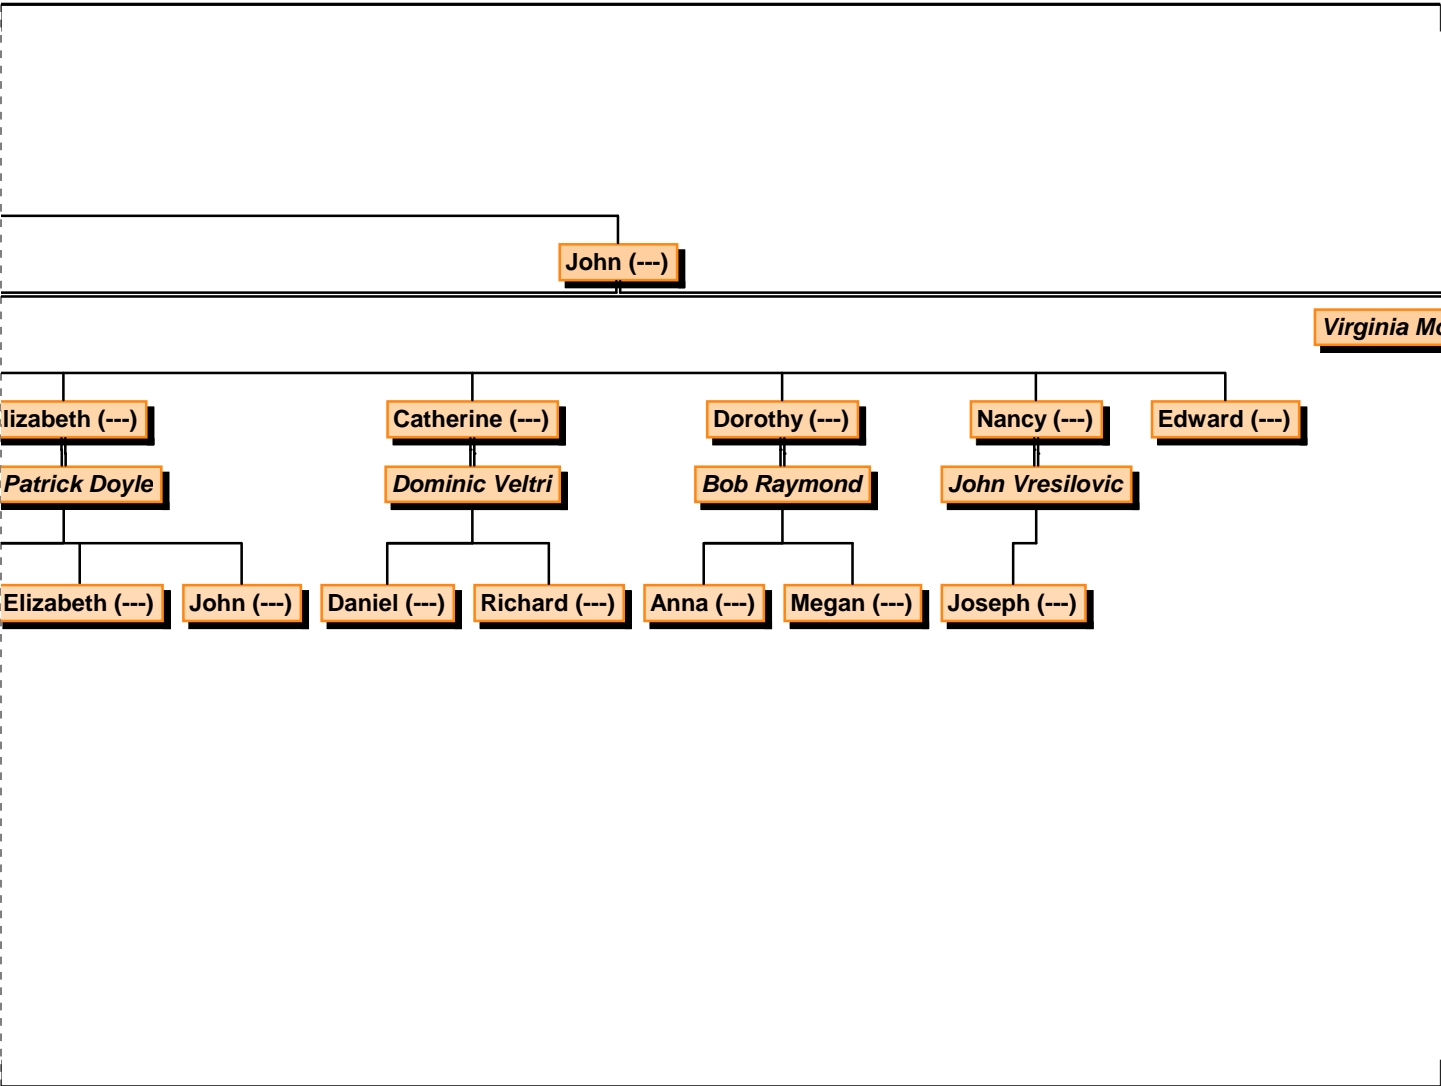 John (---)
Virginia
lizabeth (---)
Catherine (---)
Dorothy (---)
Nancy (---)
Edward (---)
Patrick Doyle
Dominic Veltri
Bob Raymond
John Vresilovic
Elizabeth (---)
John (---)
Daniel (---)
Richard (---)
Anna (---)
Megan (---)
Joseph (---)